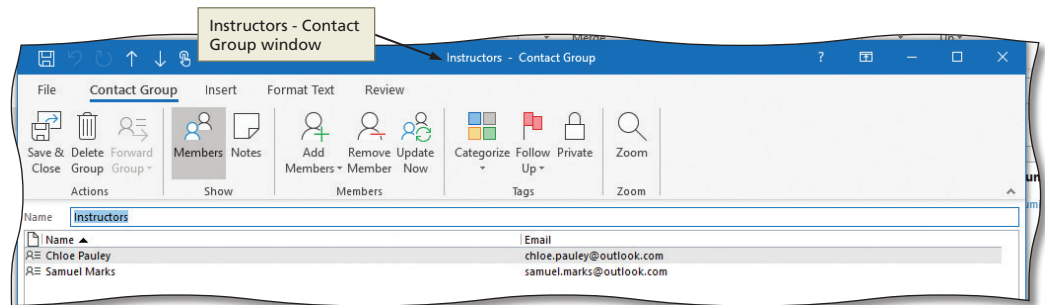 Instructors - Contact
Group window
Instructors - Contact Group
?
File Contact Group Insert Format Text Review
Save & Close
Delete Group
Forward Group
Members
Notes
Add Members
Remove Member
Update Now
Categorize
Follow Up
Private
Zoom
Actions Show Members Tags Zoom
Name Instructors
Name Email
Chloe Pauley chloe.pauley@outlook.com
Samuel Marks samuel.marks@outlook.com